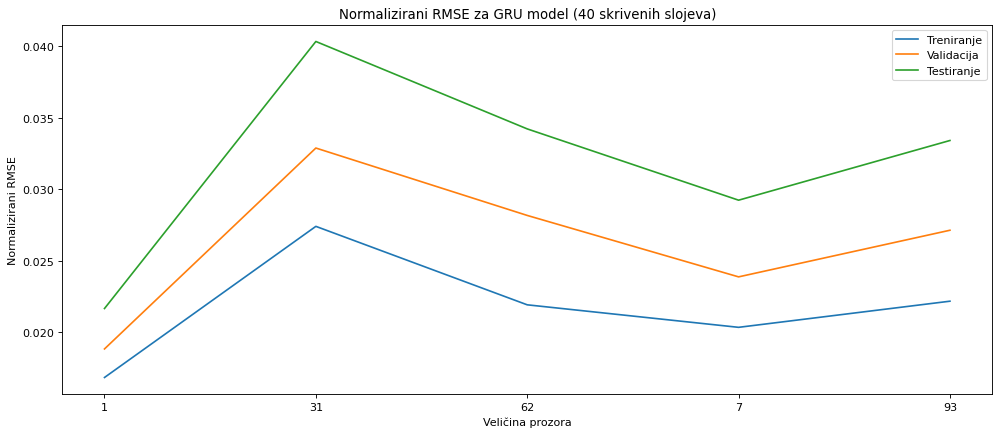 Normalizirani RMSE za GRU model (40 skrivenih slojeva)
Treniranje
Validacija
Testiranje
Normalizirani RMSE
0.040
0.035
0.030
0.025
0.020
1
31
62
7
93
Veličina prozora